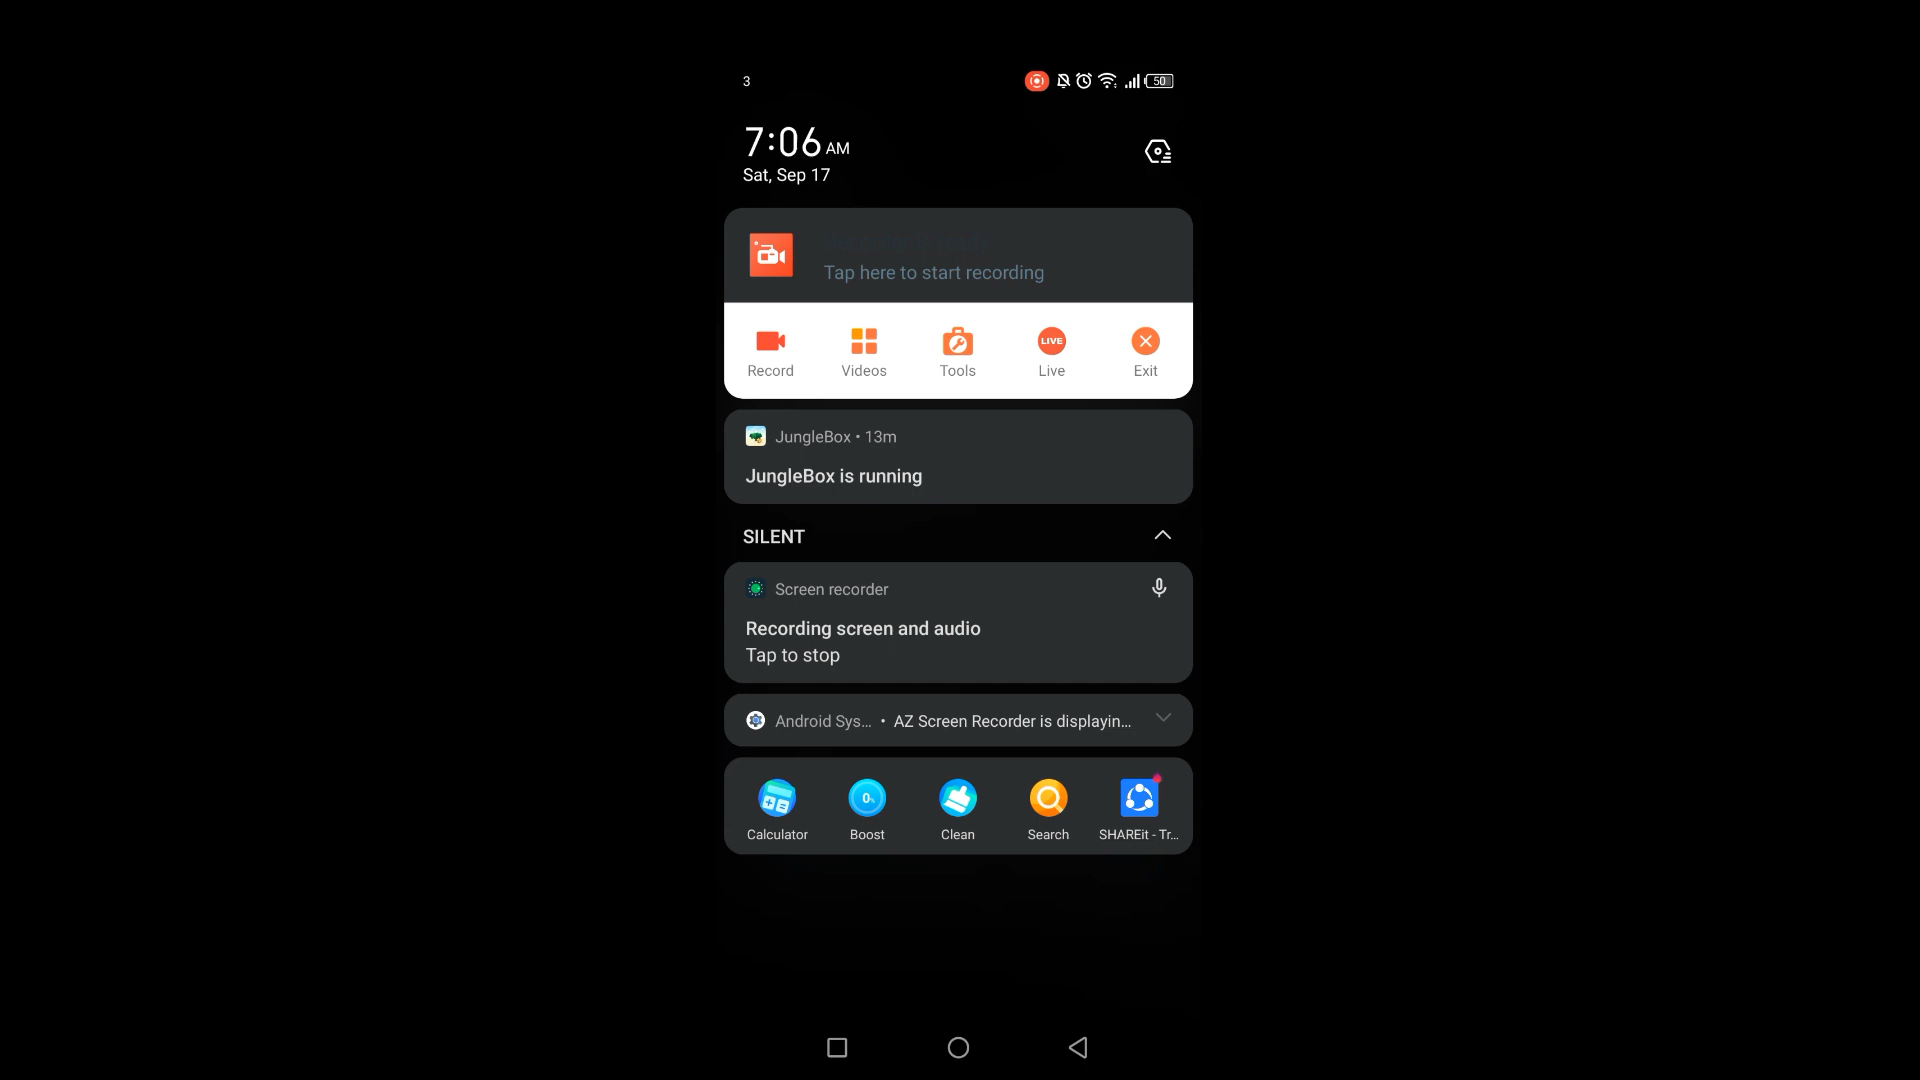 3
50
7:06 AM
Sat, Sep 17
Tap here to start recording
LIVE
Record Videos Tools Live Exit
JungleBox • 13m
JungleBox is running
SILENT
Screen recorder
Recording screen and audio
Tap to stop
Android Sys... • AZ Screen Recorder is displayin...
0%
Calculator Boost Clean Search SHAREit - Tr...